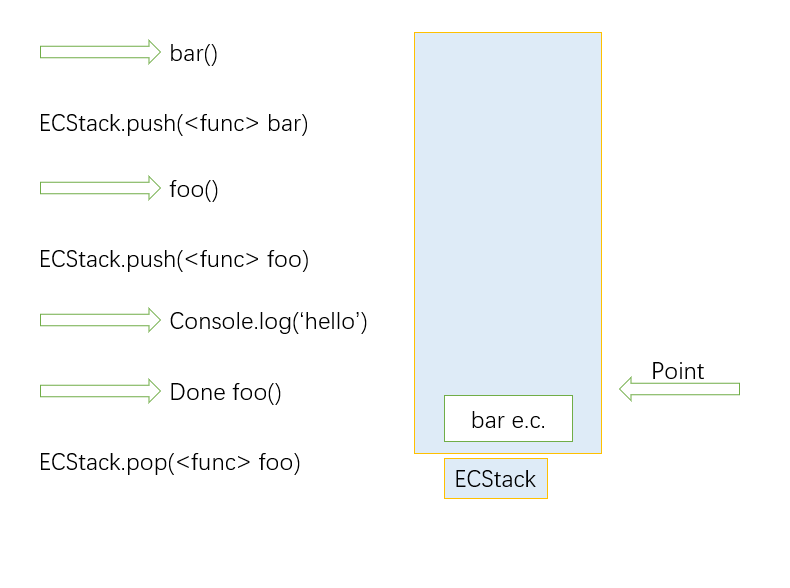 bar()
ECStack.push(<func> bar)
foo()
ECStack.push(<func> foo)
Console.log(‘hello’)
Done foo()
ECStack.pop(<func> foo)
bar e.c.
ECStack
Point